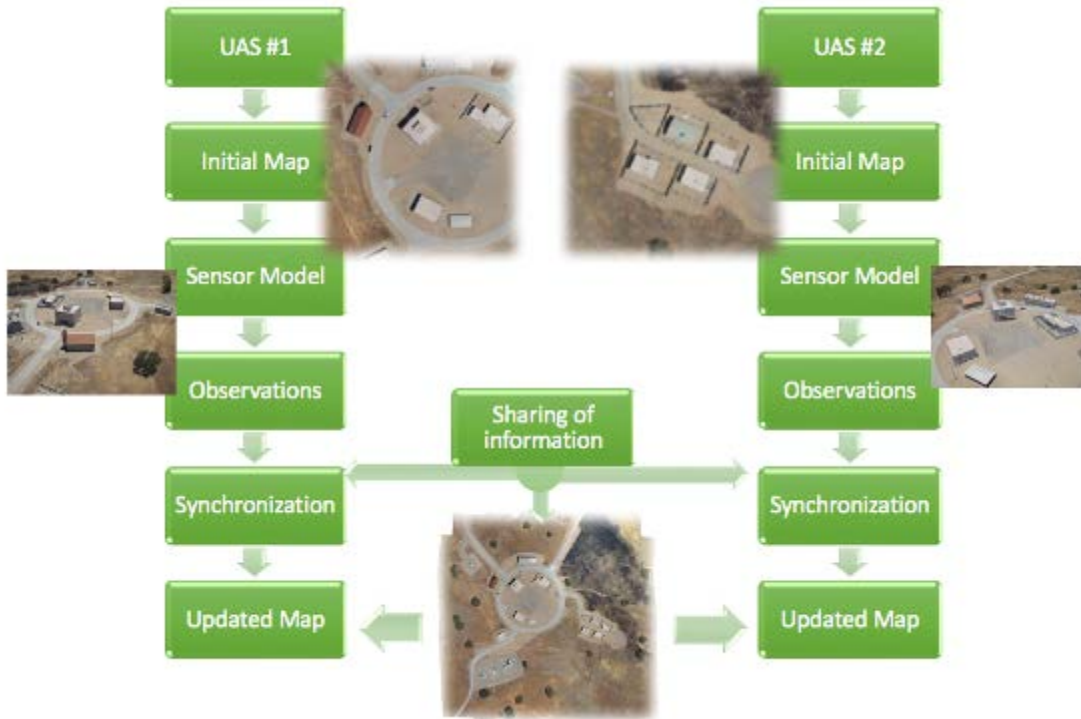 UAS #1
Initial Map
Sensor Model
Observations
Synchronization
Updated Map
Sharing of
information
UAS #2
Initial Map
Sensor Model
Observations
Synchronization
Updated Map